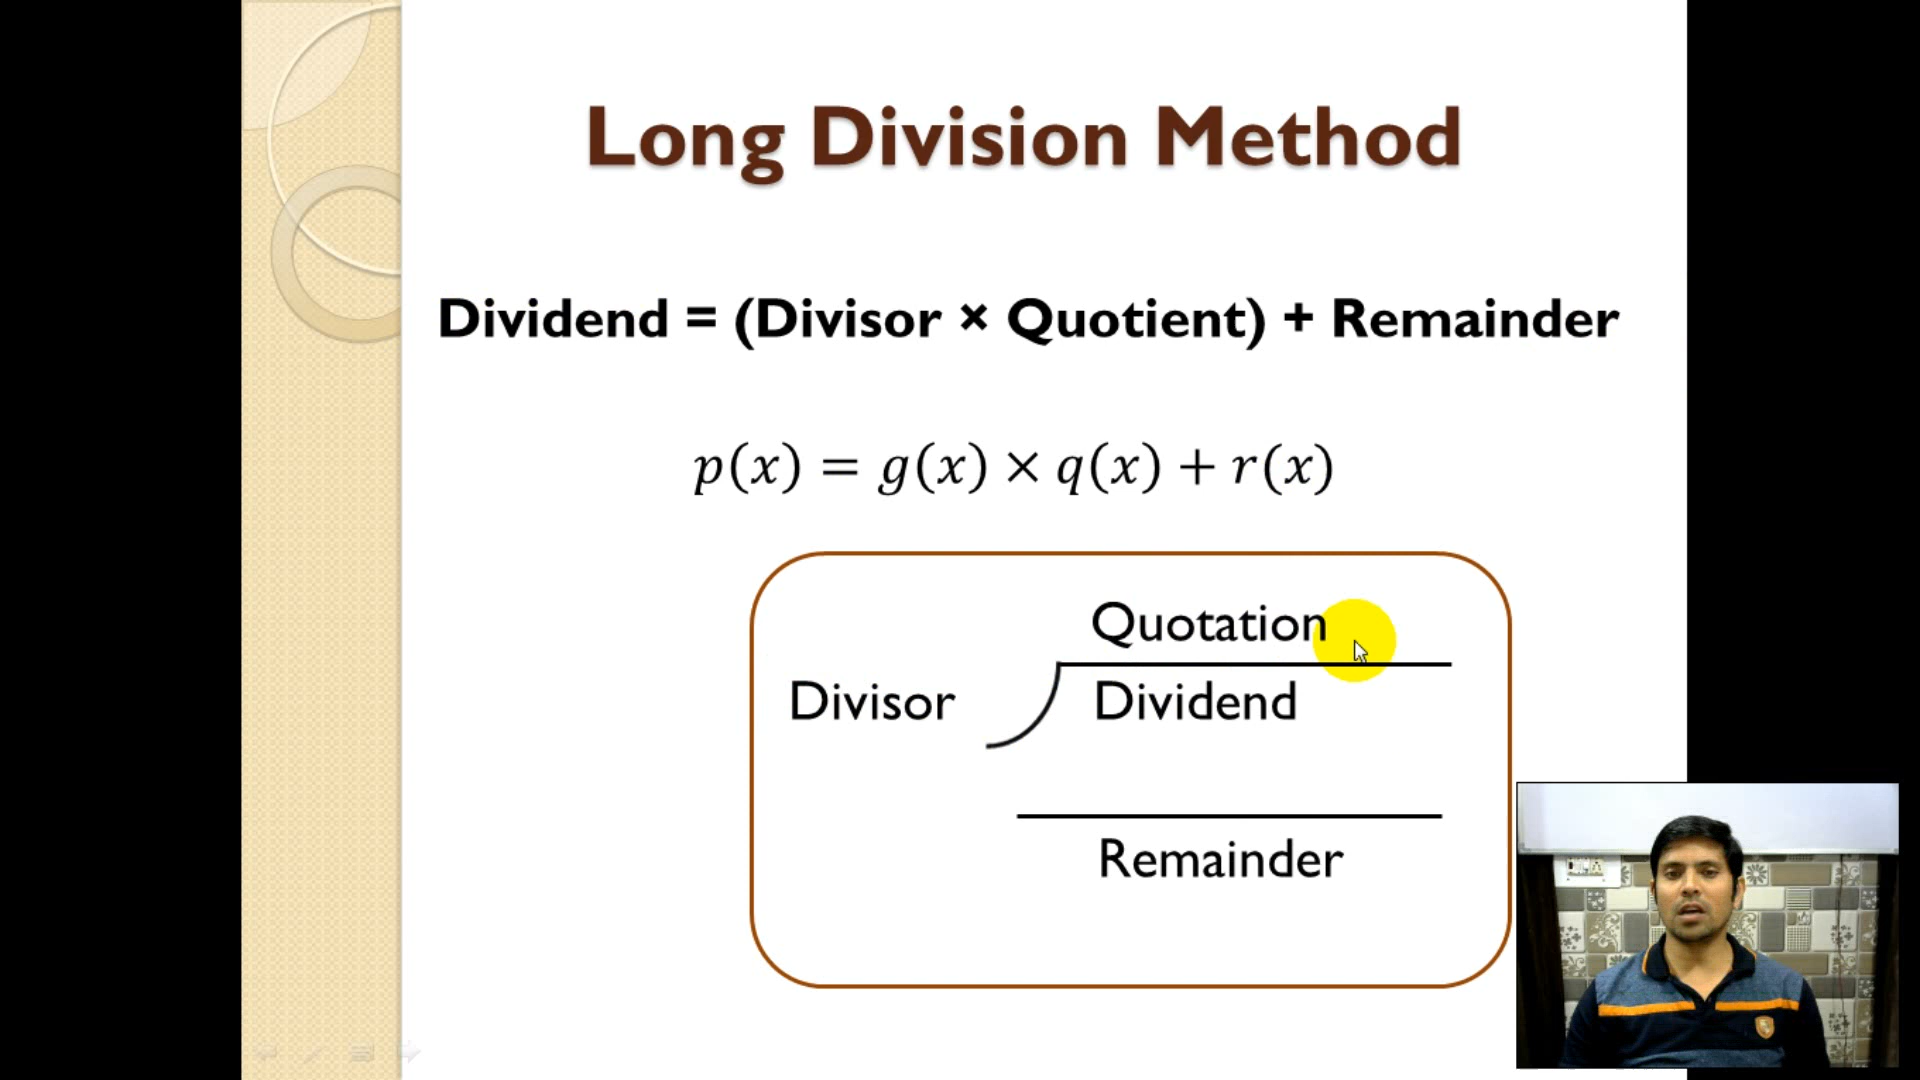 Long Division Method
Dividend = (Divisor × Quotient) + Remainder
p(x) = g(x) × q(x) + r(x)
Quotation
Divisor Dividend
Remainder